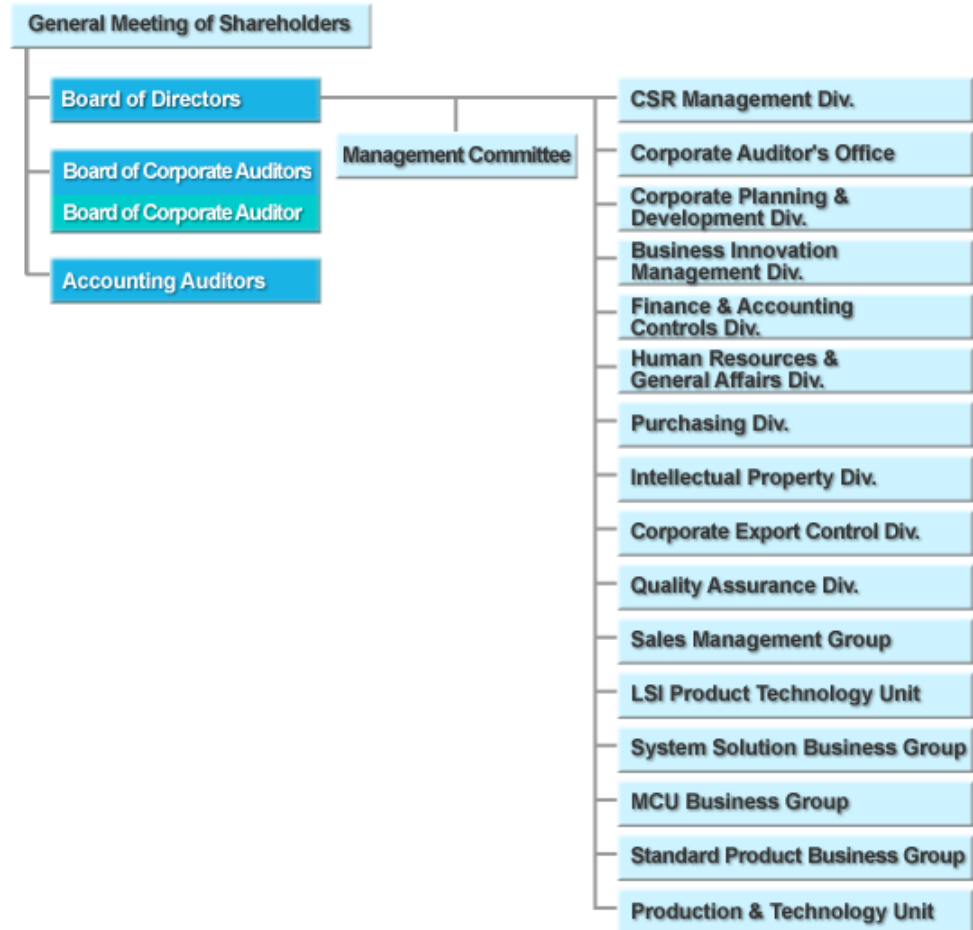 General Meeting of Shareholders
Board of Directors
Board of Corporate Auditors
Board of Corporate Auditor
Accounting Auditors
Management Committee
CSR Management Div.
Corporate Auditor's Office
Corporate Planning &
Development Div.
Business Innovation
Management Div.
Finance & Accounting
Controls Div.
Human Resources &
General Affairs Div.
Purchasing Div.
Intellectual Property Div.
Corporate Export Control Div.
Quality Assurance Div.
Sales Management Group
LSI Product Technology Unit
System Solution Business Group
MCU Business Group
Standard Product Business Group
Production & Technology Unit